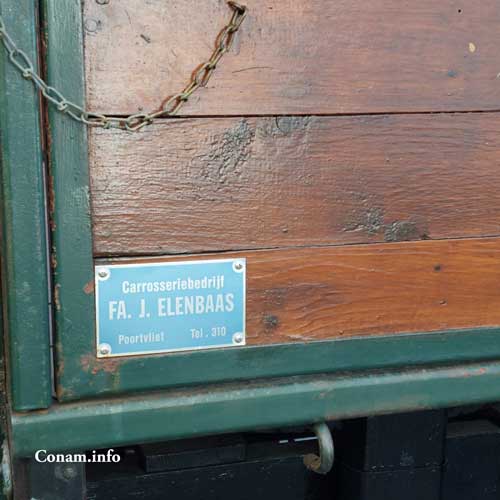 Carrosseriebedrijf
FA. J. ELENBAAS
Poortvliet Tel. 310
Conam.info